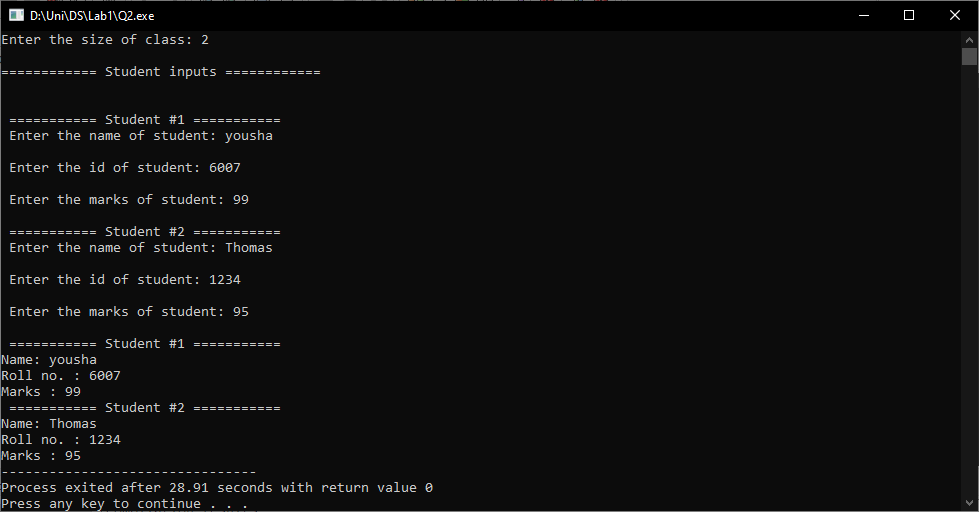 D:\Uni\DS\Lab1\Q2.exe
Enter the size of class: 2
============ Student inputs ============
=========== Student #1 ===========
Enter the name of student: yousha
Enter the id of student: 6007
Enter the marks of student: 99
=========== Student #2 ===========
Enter the name of student: Thomas
Enter the id of student: 1234
Enter the marks of student: 95
=========== Student #1 ===========
Name: yousha
Roll no. : 6007
Marks : 99
=========== Student #2 ===========
Name: Thomas
Roll no. : 1234
Marks : 95
--------------------------------
Process exited after 28.91 seconds with return value 0
Press any key to continue . . .